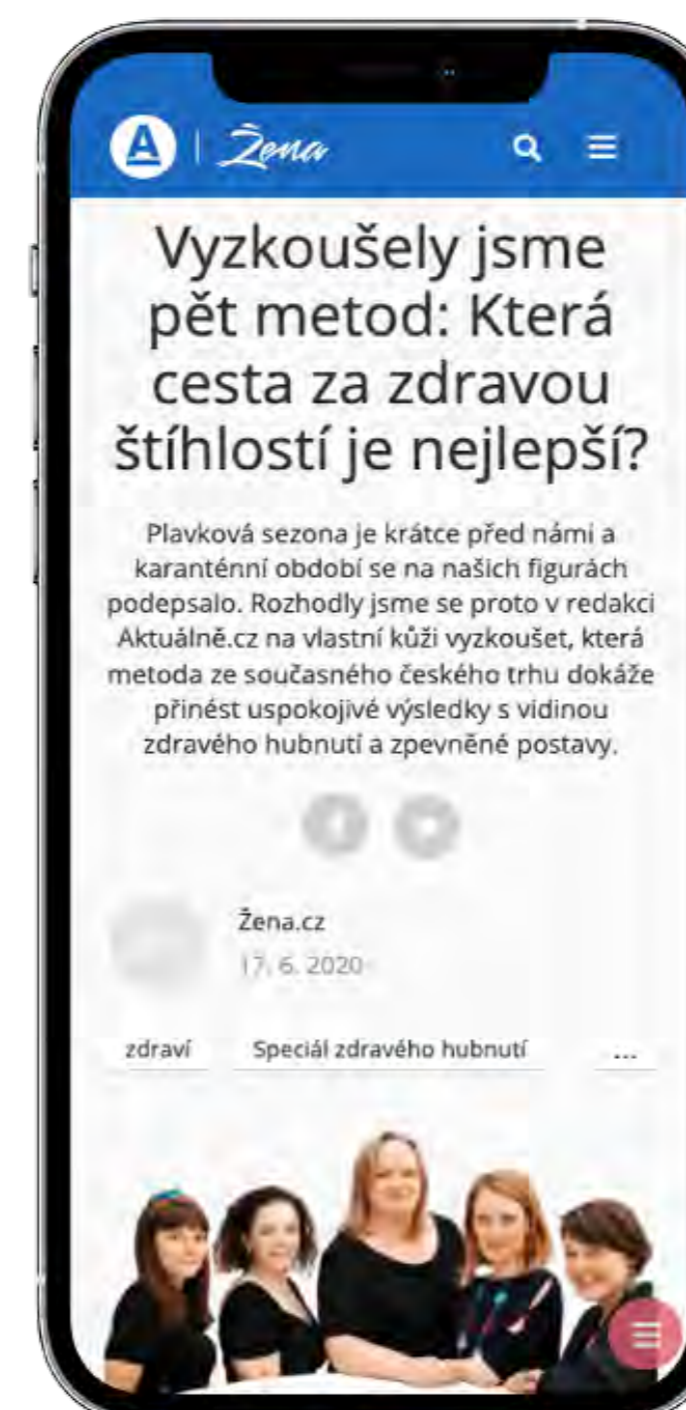 A | Žena
Vyzkoušely jsme
pět metod: Která
cesta za zdravou
štíhlostí je nejlepší?
Plavková sezona je krátce před námi a
karanténní období se na našich figurách
podepsalo. Rozhodly jsme se proto v redakci
Aktuálně.cz na vlastní kůži vyzkoušet, která
metoda ze současného českého trhu dokáže
přinést uspokojivé výsledky s vidinou
zdravého hubnutí a zpevněné postavy.
Žena.cz
17. 6. 2020
zdraví Speciál zdravého hubnutí ...